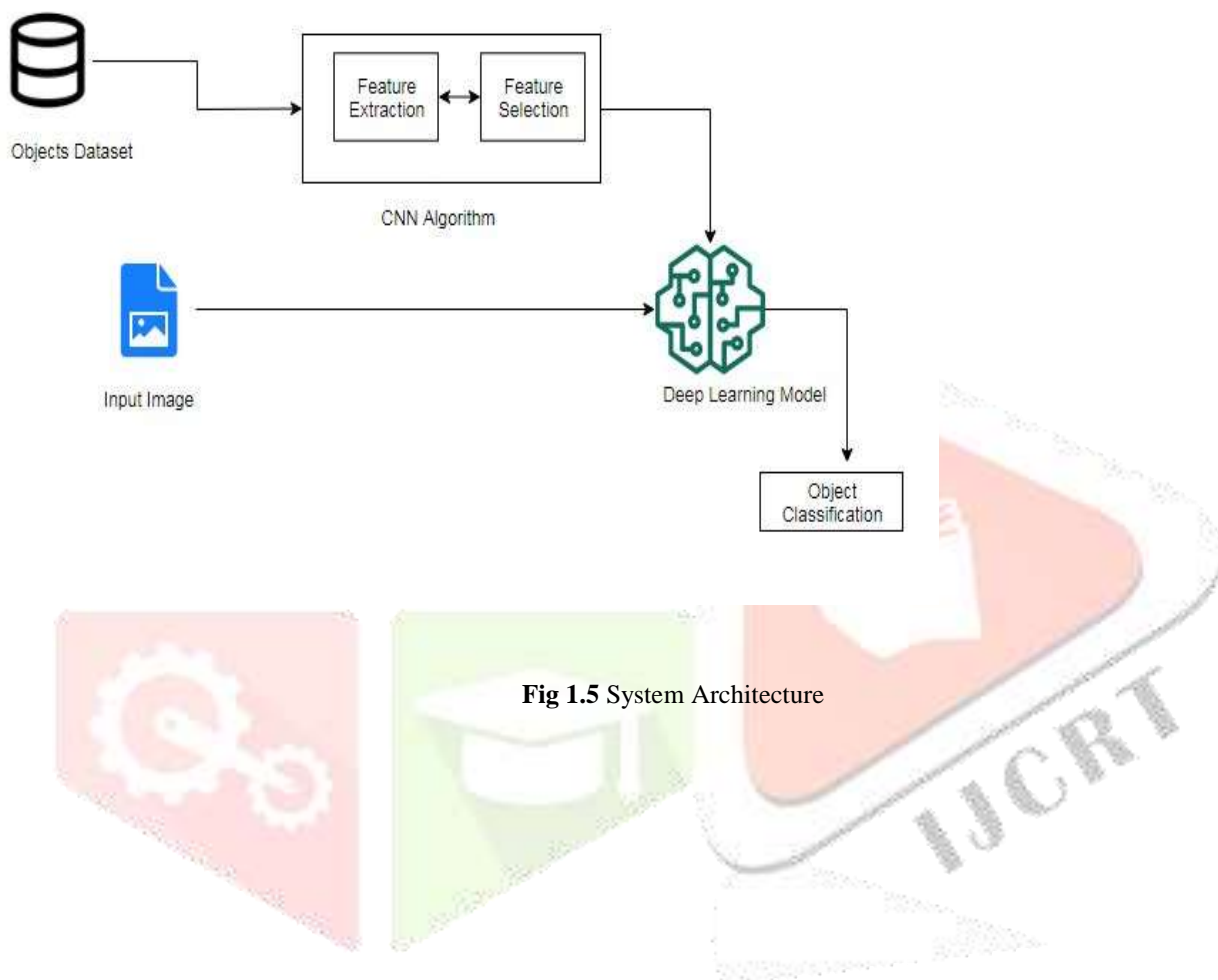 Feature
Extraction
Feature
Selection
Objects Dataset
CNN Algorithm
Input Image
Deep Learning Model
Object
Classification
Fig 1.5 System Architecture
IJCRT